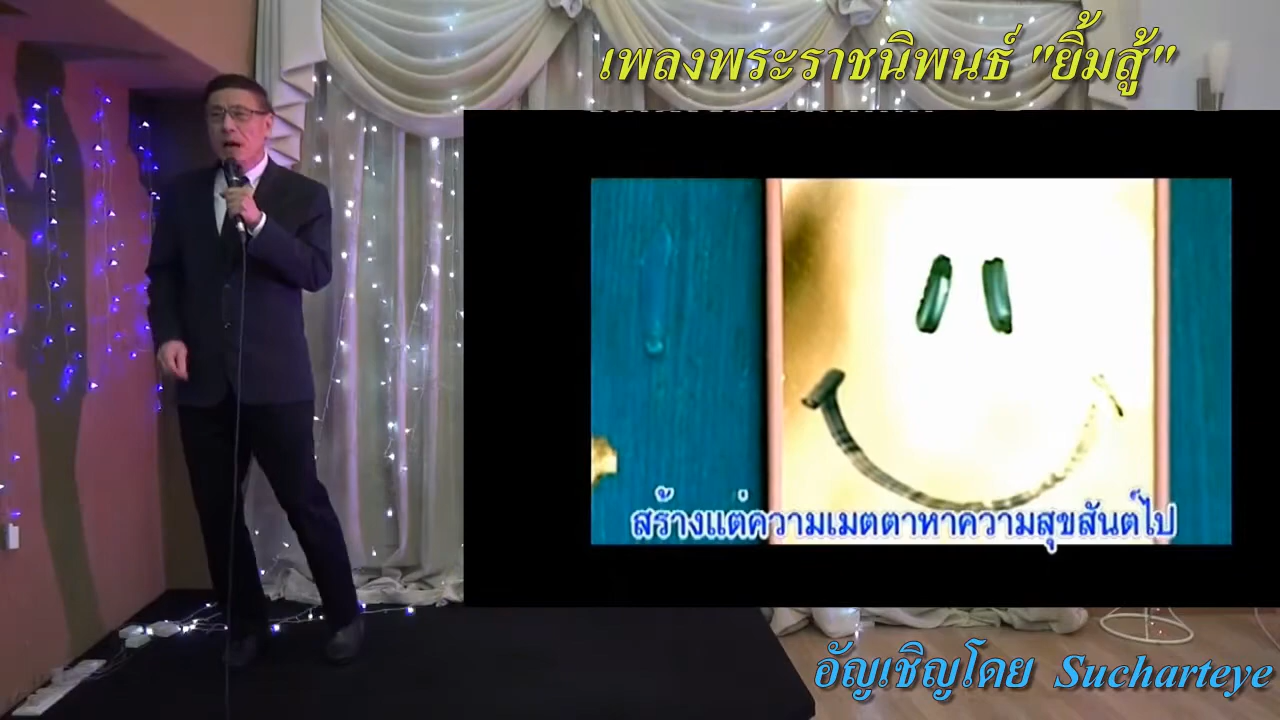 เพลงพระราชนิพนธ์ "ยิ้มสู้"
สร้างแต่ความเมตตาหาความสุขสันต์ไป
อัญเชิญโดย Sucharteye